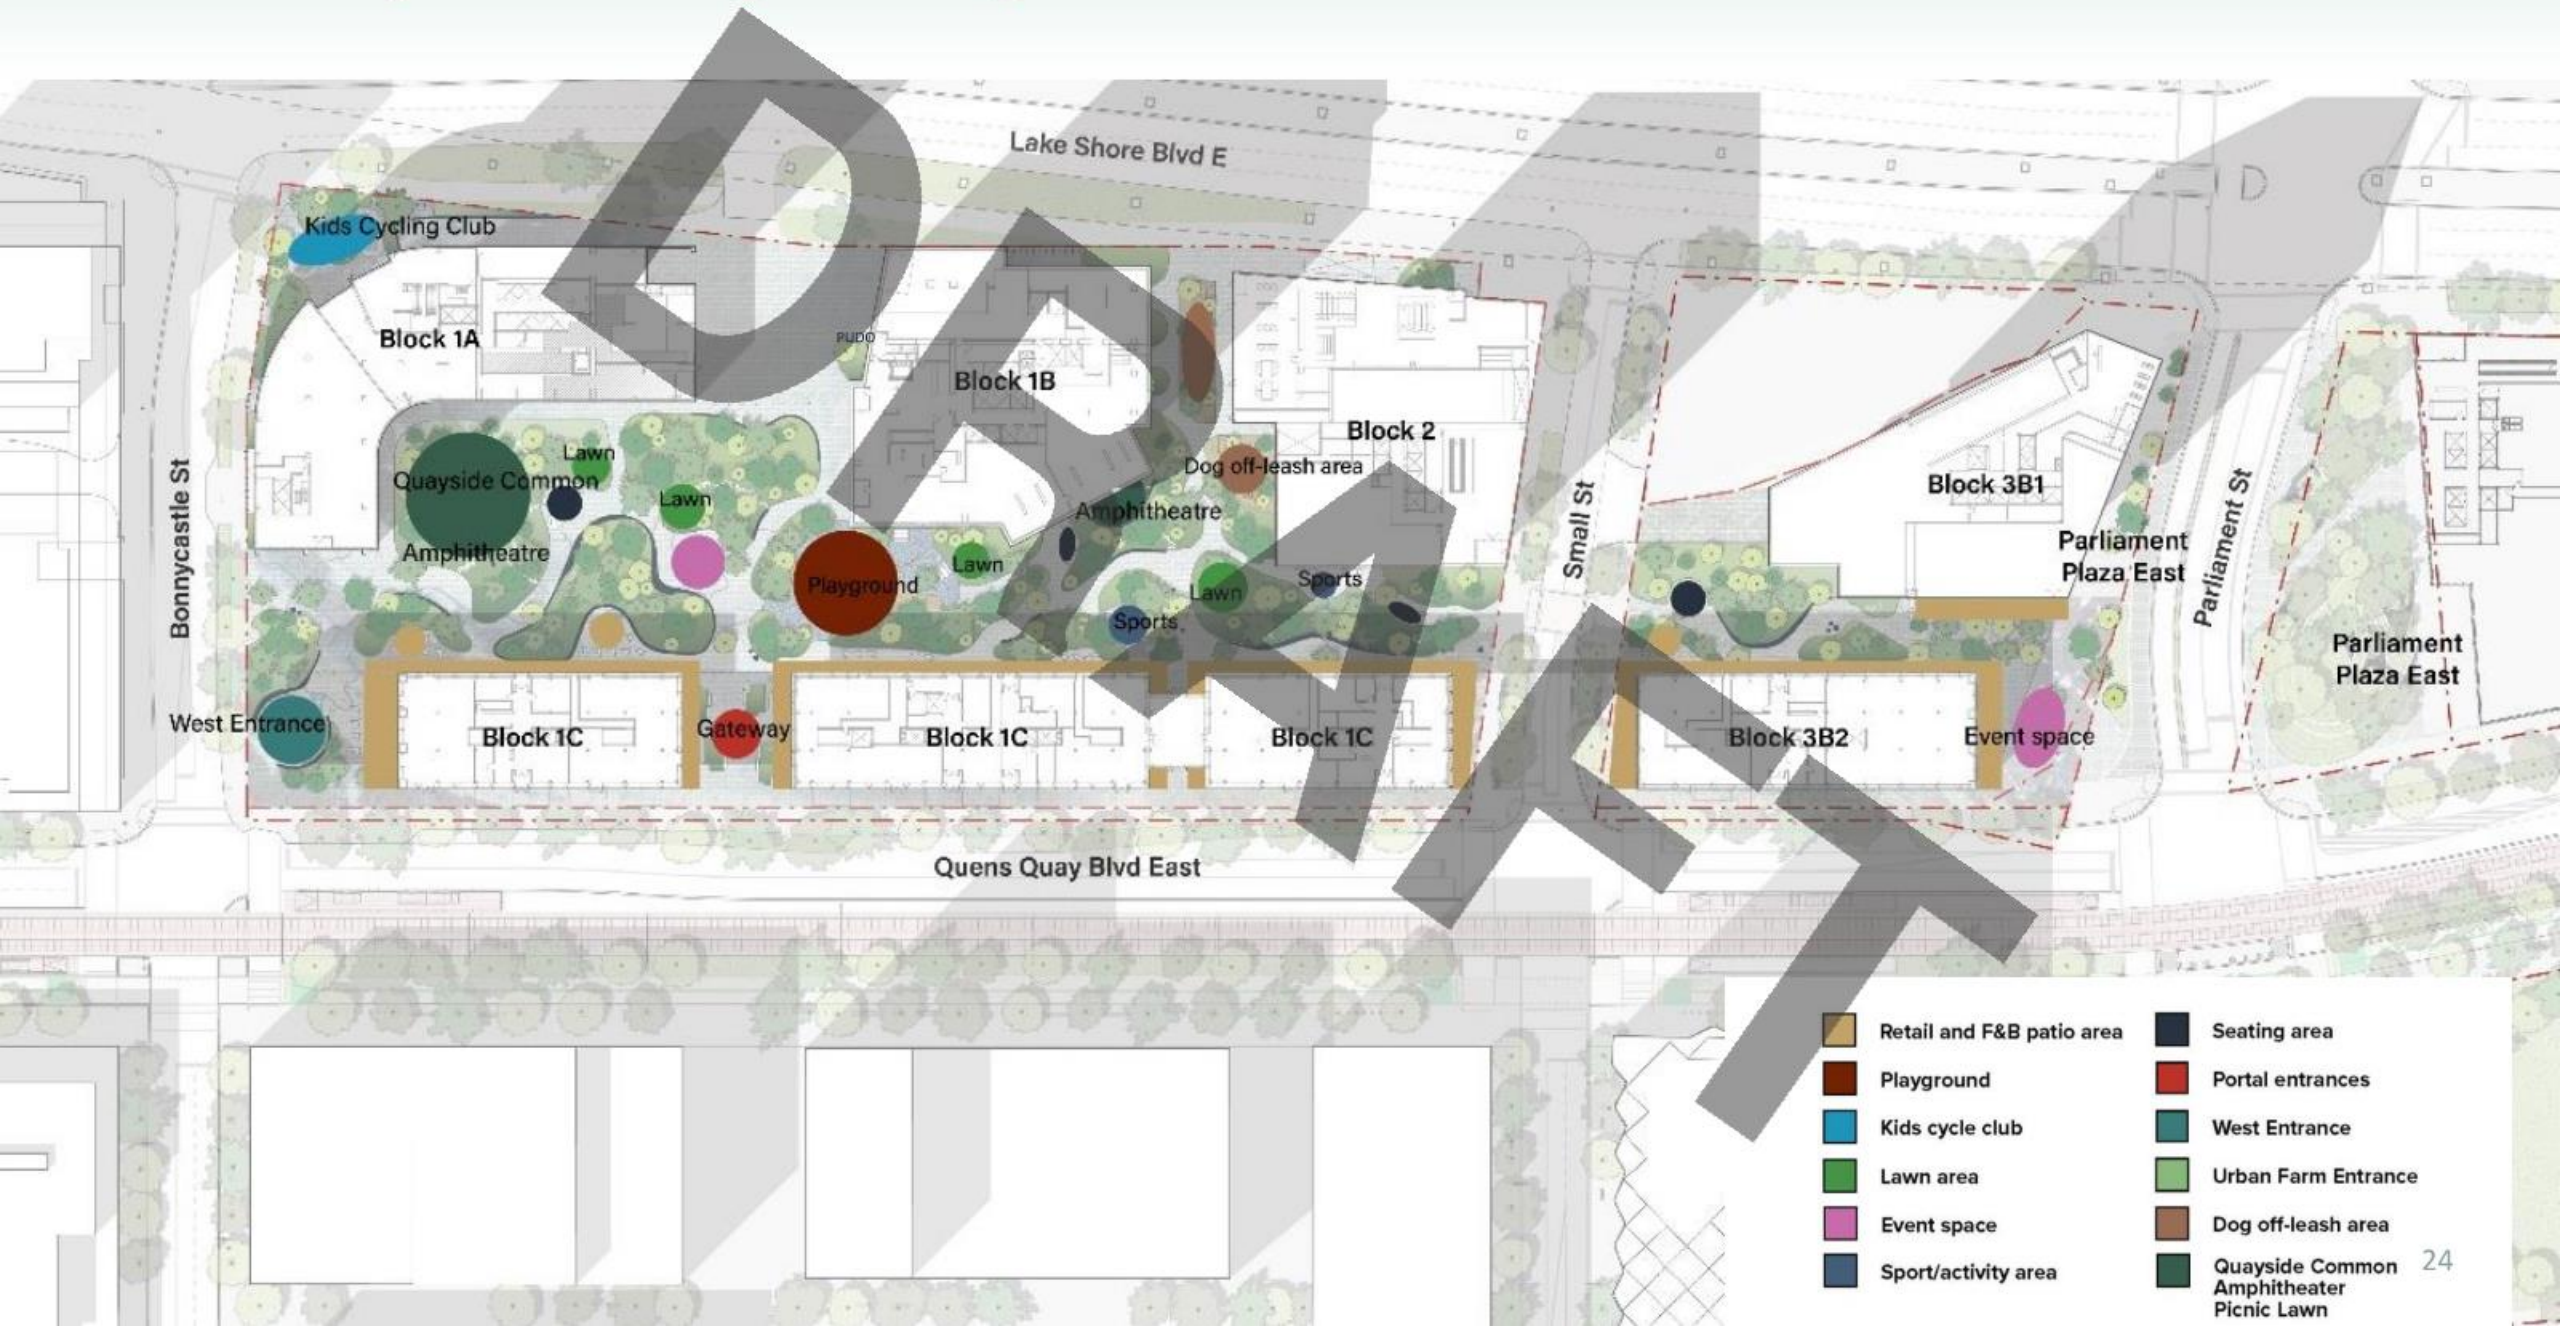 DRAFT
Lake Shore Blvd E
Kids Cycling Club
Block 1A
PUDO
Block 1B
Block 2
Lawn
Quayside Common
Lawn
Dog off-leash area
Amphitheatre
Block 3B1
Amphitheatre
Playground
Lawn
Lawn
Sports
Sports
Parliament
Plaza East
Bonnycastle St
Small St
Parliament St
Parliament
Plaza East
West Entrance
Block 1C
Gateway
Block 1C
Block 1C
Block 3B2
Event space
Quens Quay Blvd East
Retail and F&B patio area
Playground
Kids cycle club
Lawn area
Event space
Sport/activity area
Seating area
Portal entrances
West Entrance
Urban Farm Entrance
Dog off-leash area
Quayside Common
Amphitheater
Picnic Lawn
24